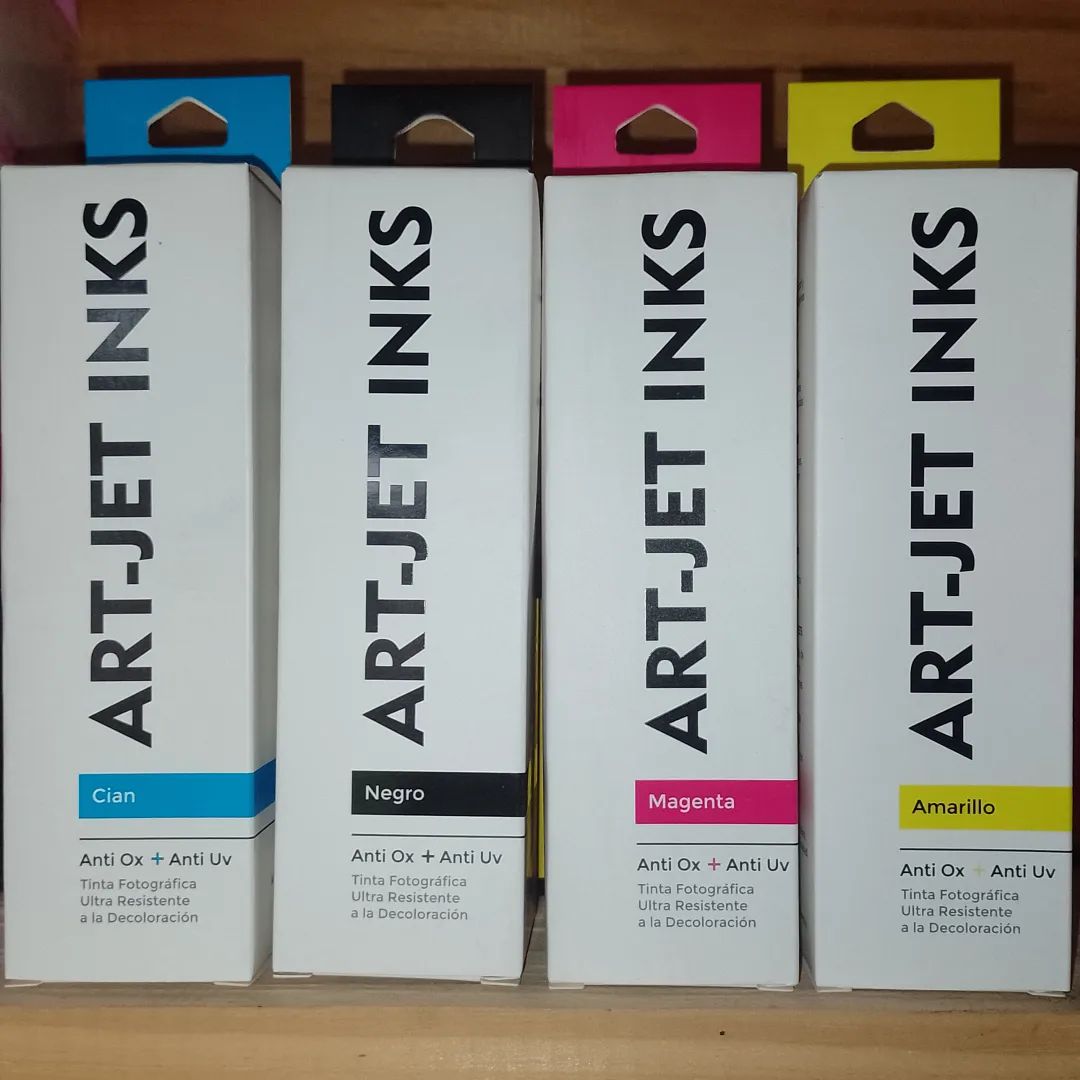 ART-JET INKS
Cian
Anti Ox + Anti Uv
Tinta Fotográfica
Ultra Resistente
a la Decoloración
ART-JET INKS
Negro
Anti Ox + Anti Uv
Tinta Fotográfica
Ultra Resistente
a la Decoloración
ART-JET INKS
Magenta
Anti Ox + Anti Uv
Tinta Fotográfica
Ultra Resistente
a la Decoloración
ART-JET INKS
Amarillo
Anti Ox + Anti Uv
Tinta Fotográfica
Ultra Resistente
a la Decoloración